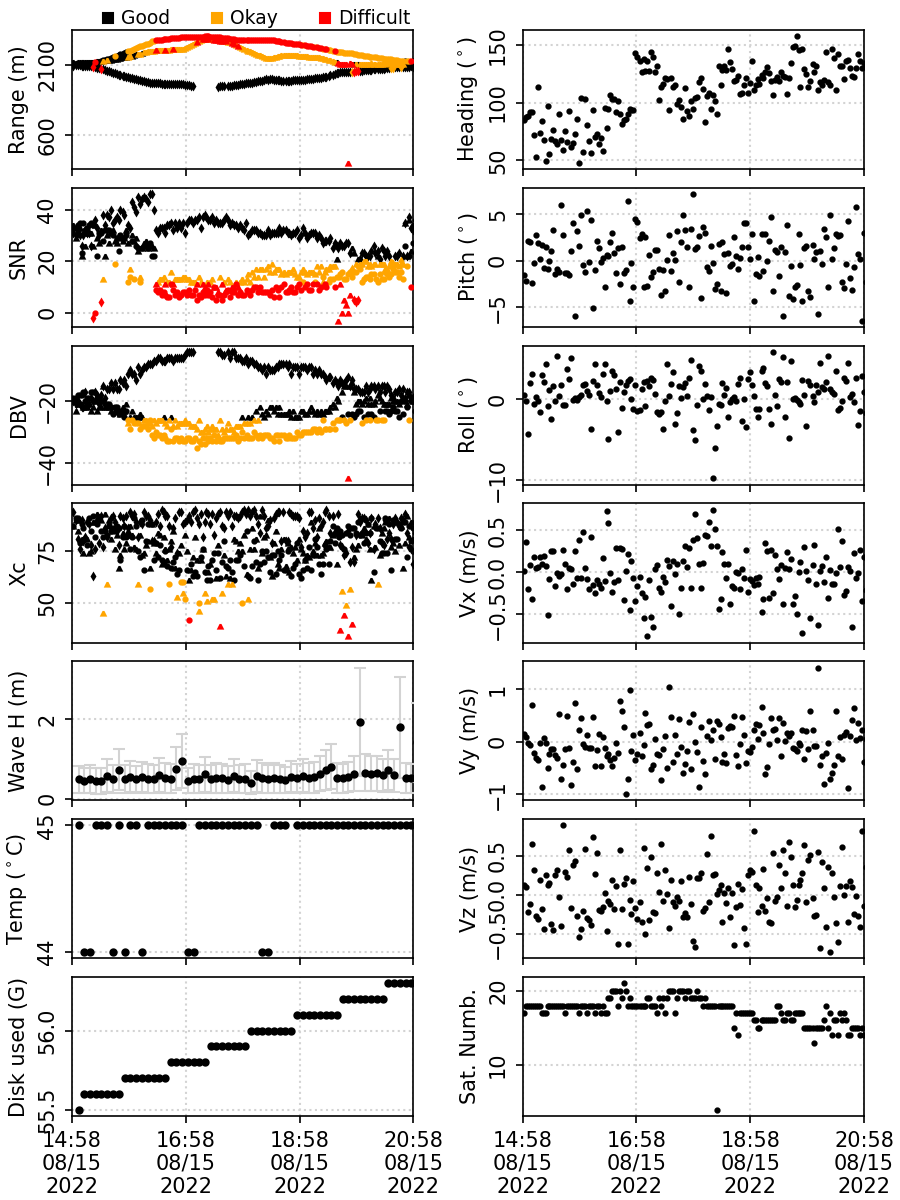 Good Okay Difficult
Range (m)
2100
600
Heading (°)
150
100
50
SNR
40
20
0
Pitch (°)
5
0
−5
DBV
−20
−40
Roll (°)
0
−10
Xc
75
50
Vx (m/s)
0.5
0.0
−0.5
Wave H (m)
2
0
Vy (m/s)
1
0
−1
Temp (°C)
45
44
Vz (m/s)
0.5
0.0
−0.5
Disk used (G)
56.0
55.5
Sat. Numb.
20
10
14:58 16:58 18:58 20:58
08/15 08/15 08/15 08/15
2022 2022 2022 2022
14:58 16:58 18:58 20:58
08/15 08/15 08/15 08/15
2022 2022 2022 2022